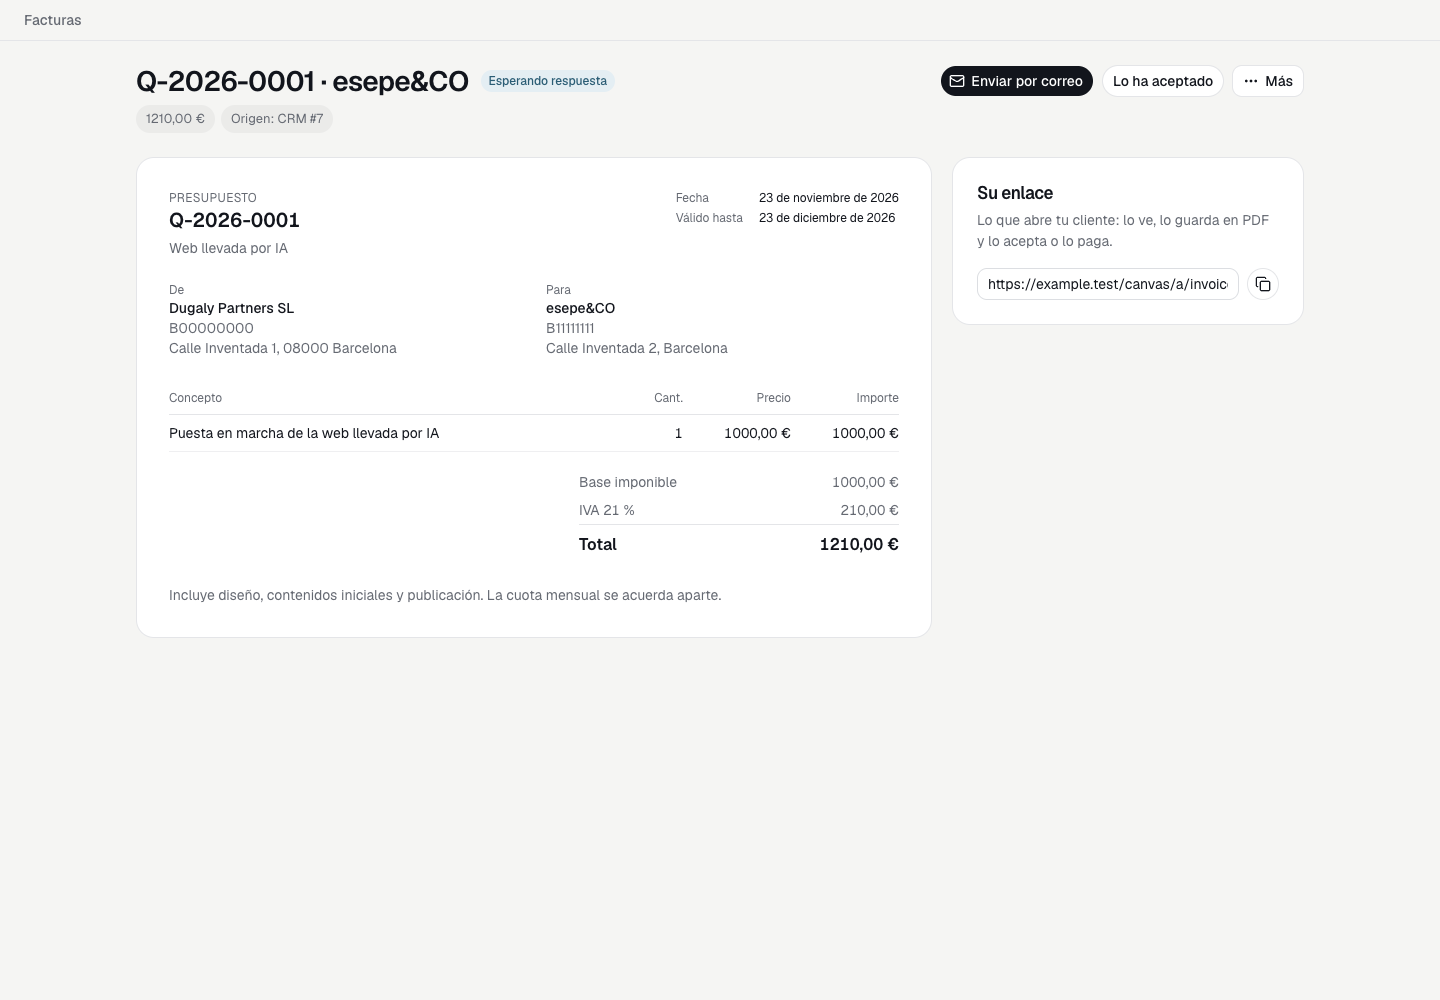 Facturas
Q-2026-0001 · esepe&CO
Esperando respuesta
Enviar por correo
Lo ha aceptado
Más
1210,00 €
Origen: CRM #7
PRESUPUESTO
Q-2026-0001
Web llevada por IA
Fecha 23 de noviembre de 2026
Válido hasta 23 de diciembre de 2026
De
Dugaly Partners SL
B00000000
Calle Inventada 1, 08000 Barcelona
Para
esepe&CO
B11111111
Calle Inventada 2, Barcelona
Concepto Cant. Precio Importe
Puesta en marcha de la web llevada por IA 1 1000,00 € 1000,00 €
Base imponible 1000,00 €
IVA 21 % 210,00 €
Total 1210,00 €
Incluye diseño, contenidos iniciales y publicación. La cuota mensual se acuerda aparte.
Su enlace
Lo que abre tu cliente: lo ve, lo guarda en PDF
y lo acepta o lo paga.
https://example.test/canvas/a/invoic